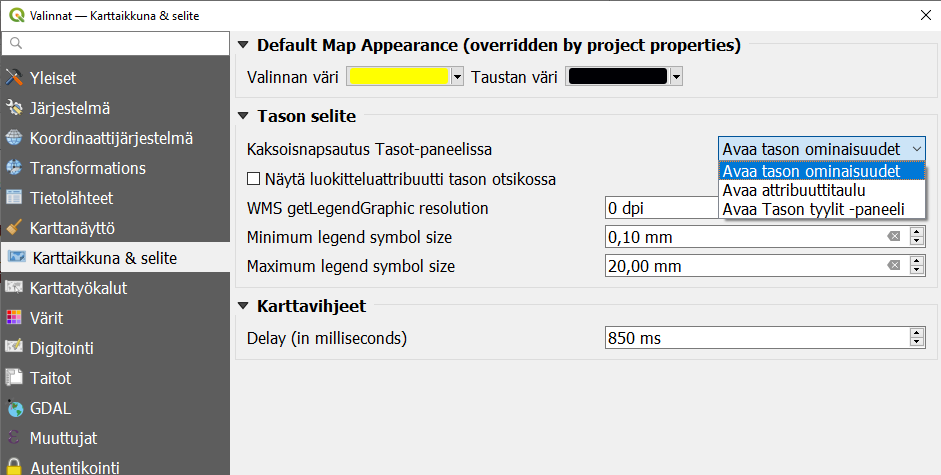 Valinnat — Karttaikkuna & selite
Yleiset
Järjestelmä
Koordinaattijärjestelmä
Transformations
Tietolähteet
Karttanäyttö
Karttaikkuna & selite
Karttatyökalut
Värit
Digitointi
Taitot
GDAL
Muuttujat
Autentikointi
Default Map Appearance (overridden by project properties)
Valinnan väri Taustan väri
Tason selite
Kaksoisnapsautus Tasot-paneelissa Avaa tason ominaisuudet
Avaa tason ominaisuudet
Avaa attribuuttitaulu
Avaa Tason tyylit -paneeli
Näytä luokitteluattribuutti tason otsikossa
WMS getLegendGraphic resolution 0 dpi
Minimum legend symbol size 0,10 mm
Maximum legend symbol size 20,00 mm
Karttavihjeet
Delay (in milliseconds) 850 ms